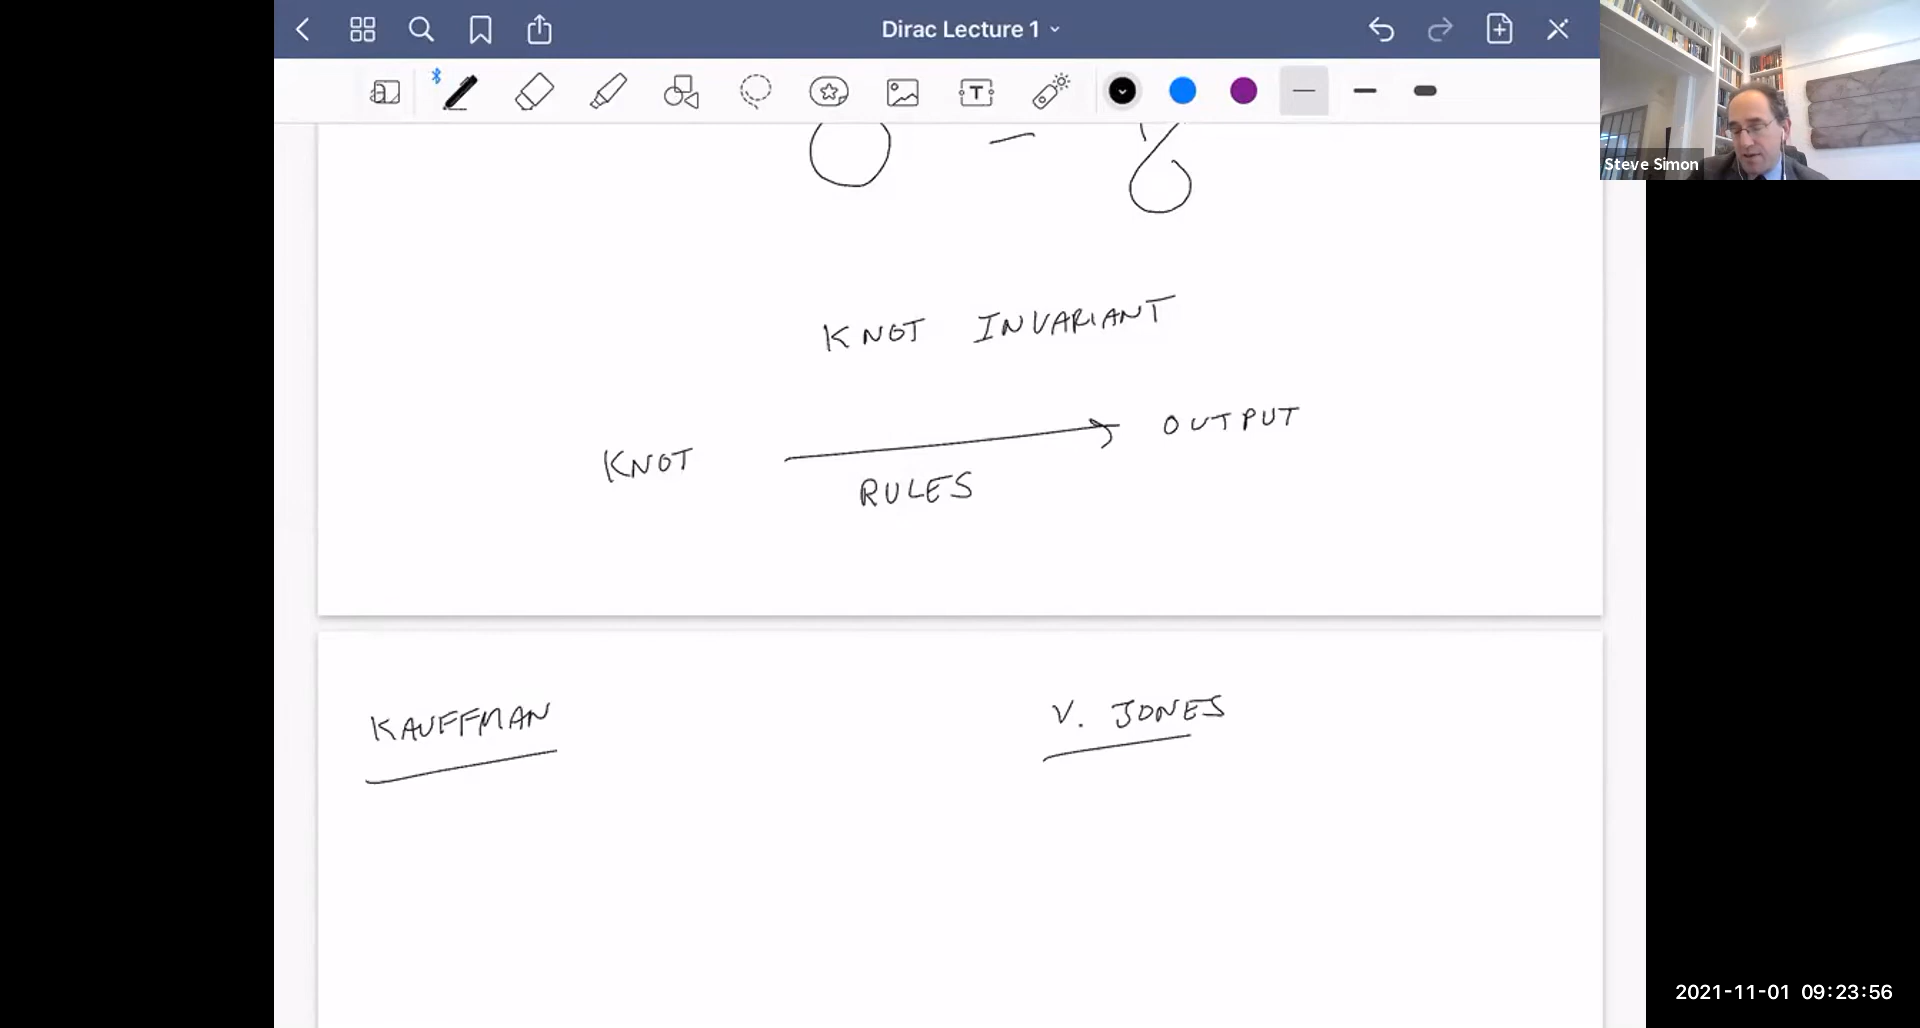 Dirac Lecture 1
Steve Simon
T
KNOT INVARIANT
KNOT
OUTPUT
RULES
KAUFFMAN
V. JONES
2021-11-01 09:23:56